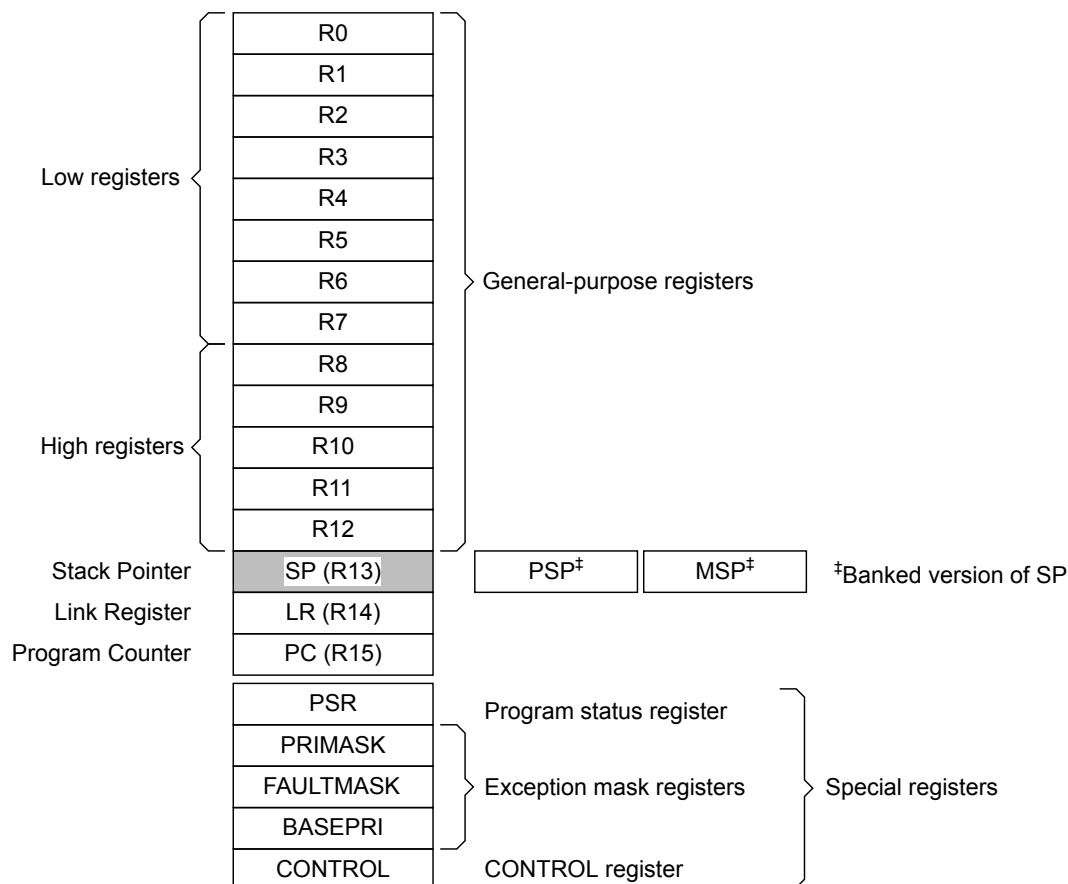 R0
R1
R2
R3
Low registers
R4
R5
R6
General-purpose registers
R7
R8
R9
High registers
R10
R11
R12
Stack Pointer SP (R13) PSP‡ MSP‡ ‡Banked version of SP
Link Register LR (R14)
Program Counter PC (R15)
PSR Program status register
PRIMASK
FAULTMASK Exception mask registers Special registers
BASEPRI
CONTROL CONTROL register